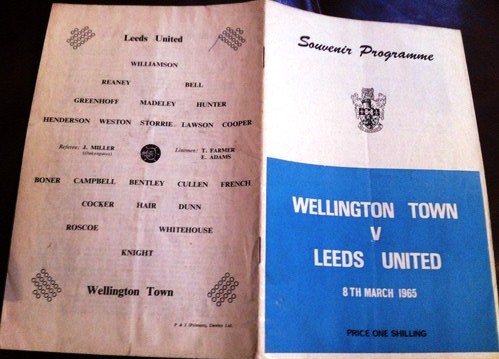 Leeds United
WILLIAMSON
REANEY BELL
GREENHOFF MADELEY HUNTER
HENDERSON WESTON STORRIE LAWSON COOPER
Referee: J. MILLER Linesmen: T. FARMER
E. ADAMS
BONER CAMPBELL BENTLEY CULLEN FRENCH
COCKER HAIR DUNN
ROSCOE WHITEHOUSE
KNIGHT
Wellington Town
Souvenir Programme
WELLINGTON TOWN
V
LEEDS UNITED
8TH MARCH 1965
PRICE ONE SHILLING